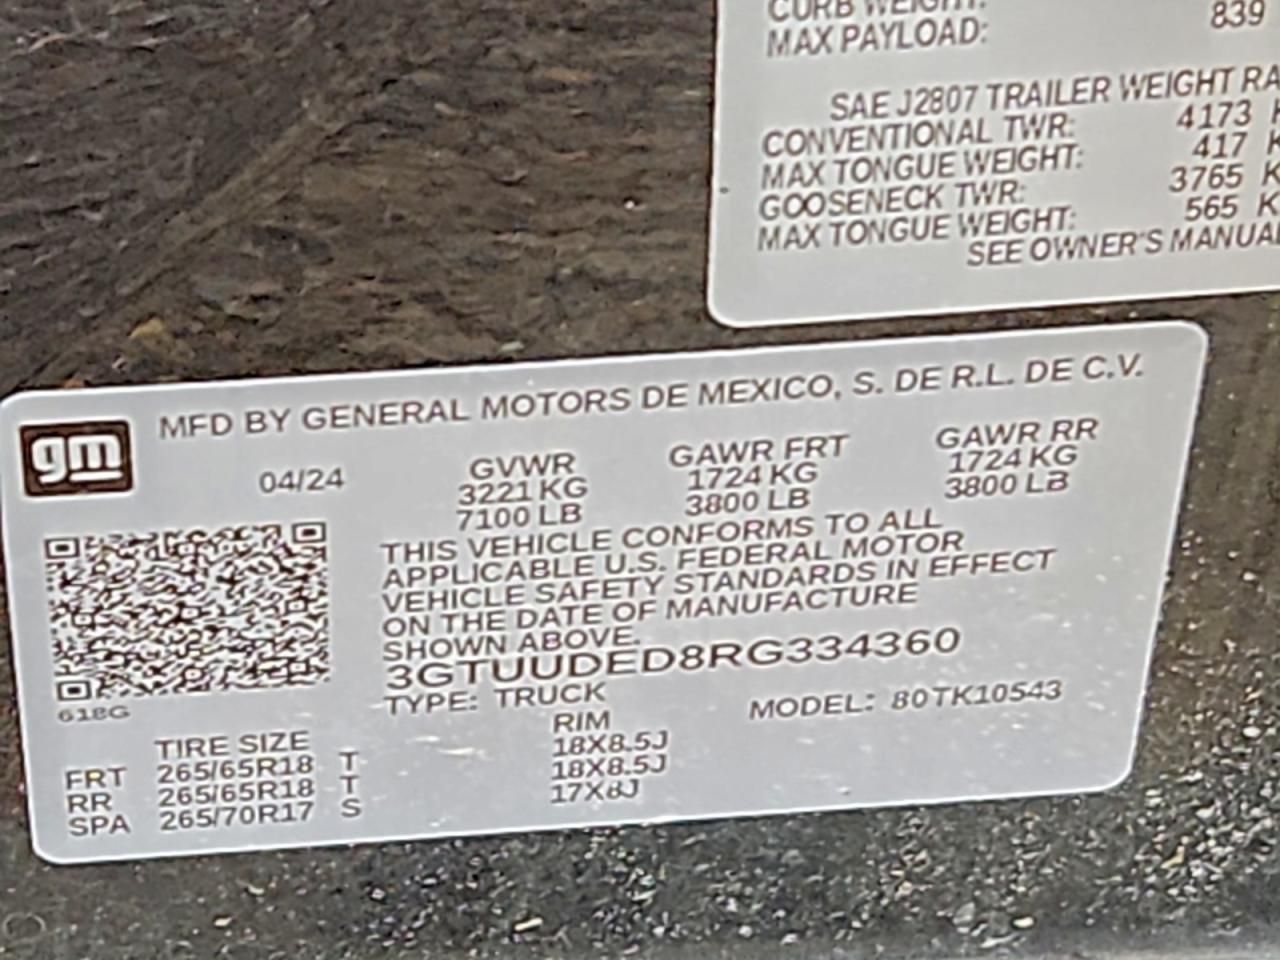 CURB WEIGHT:
MAX PAYLOAD: 839
SAE J2807 TRAILER WEIGHT RA
CONVENTIONAL TWR: 4173 K
MAX TONGUE WEIGHT: 417 K
GOOSENECK TWR: 3765 K
MAX TONGUE WEIGHT: 565 K
SEE OWNER'S MANUAL
gm
MFD BY GENERAL MOTORS DE MEXICO, S. DE R.L. DE C.V.
04/24 GVWR GAWR FRT GAWR RR
3221 KG 1724 KG 1724 KG
7100 LB 3800 LB 3800 LB
THIS VEHICLE CONFORMS TO ALL
APPLICABLE U.S. FEDERAL MOTOR
VEHICLE SAFETY STANDARDS IN EFFECT
ON THE DATE OF MANUFACTURE
SHOWN ABOVE.
3GTUUDED8RG334360
TYPE: TRUCK MODEL: 80TK10543
618G
TIRE SIZE RIM
FRT 265/65R18 T 18X8.5J
RR 265/65R18 T 18X8.5J
SPA 265/70R17 S 17X8J